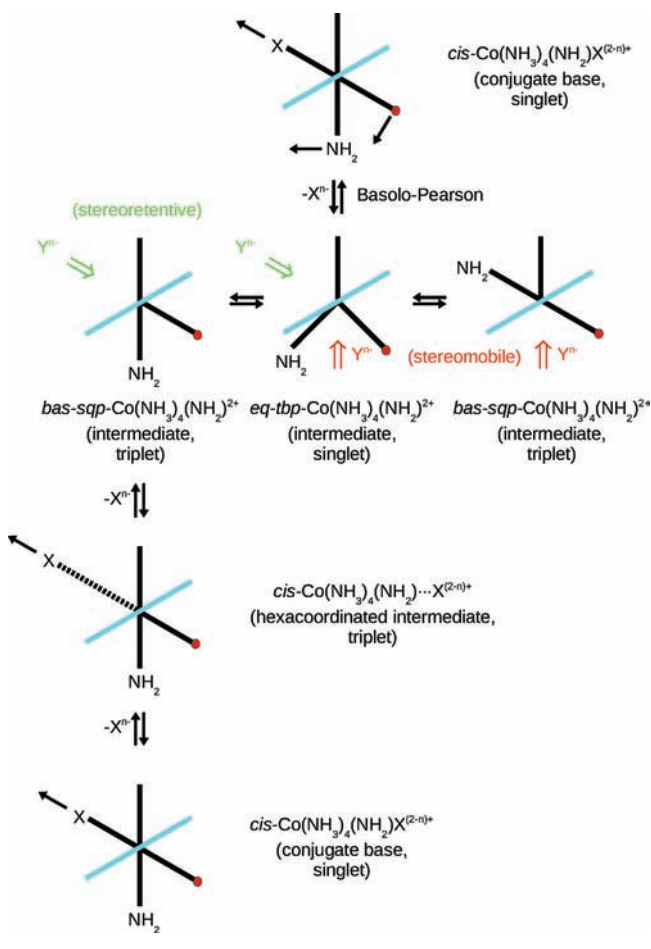 X
cis-Co(NH₃)₄(NH₂)X⁽²⁻ⁿ⁾⁺
(conjugate base,
singlet)
NH₂
-Xⁿ⁻
Basolo-Pearson
(stereoretentive)
Yⁿ⁻
Yⁿ⁻
NH₂
NH₂
NH₂
Yⁿ⁻
(stereomobile)
Yⁿ⁻
bas-sqp-Co(NH₃)₄(NH₂)²⁺
(intermediate,
triplet)
eq-tbp-Co(NH₃)₄(NH₂)²⁺
(intermediate,
singlet)
bas-sqp-Co(NH₃)₄(NH₂)²⁺
(intermediate,
triplet)
-Xⁿ⁻
X
cis-Co(NH₃)₄(NH₂)···X⁽²⁻ⁿ⁾⁺
(hexacoordinated intermediate,
triplet)
NH₂
-Xⁿ⁻
X
cis-Co(NH₃)₄(NH₂)X⁽²⁻ⁿ⁾⁺
(conjugate base,
singlet)
NH₂